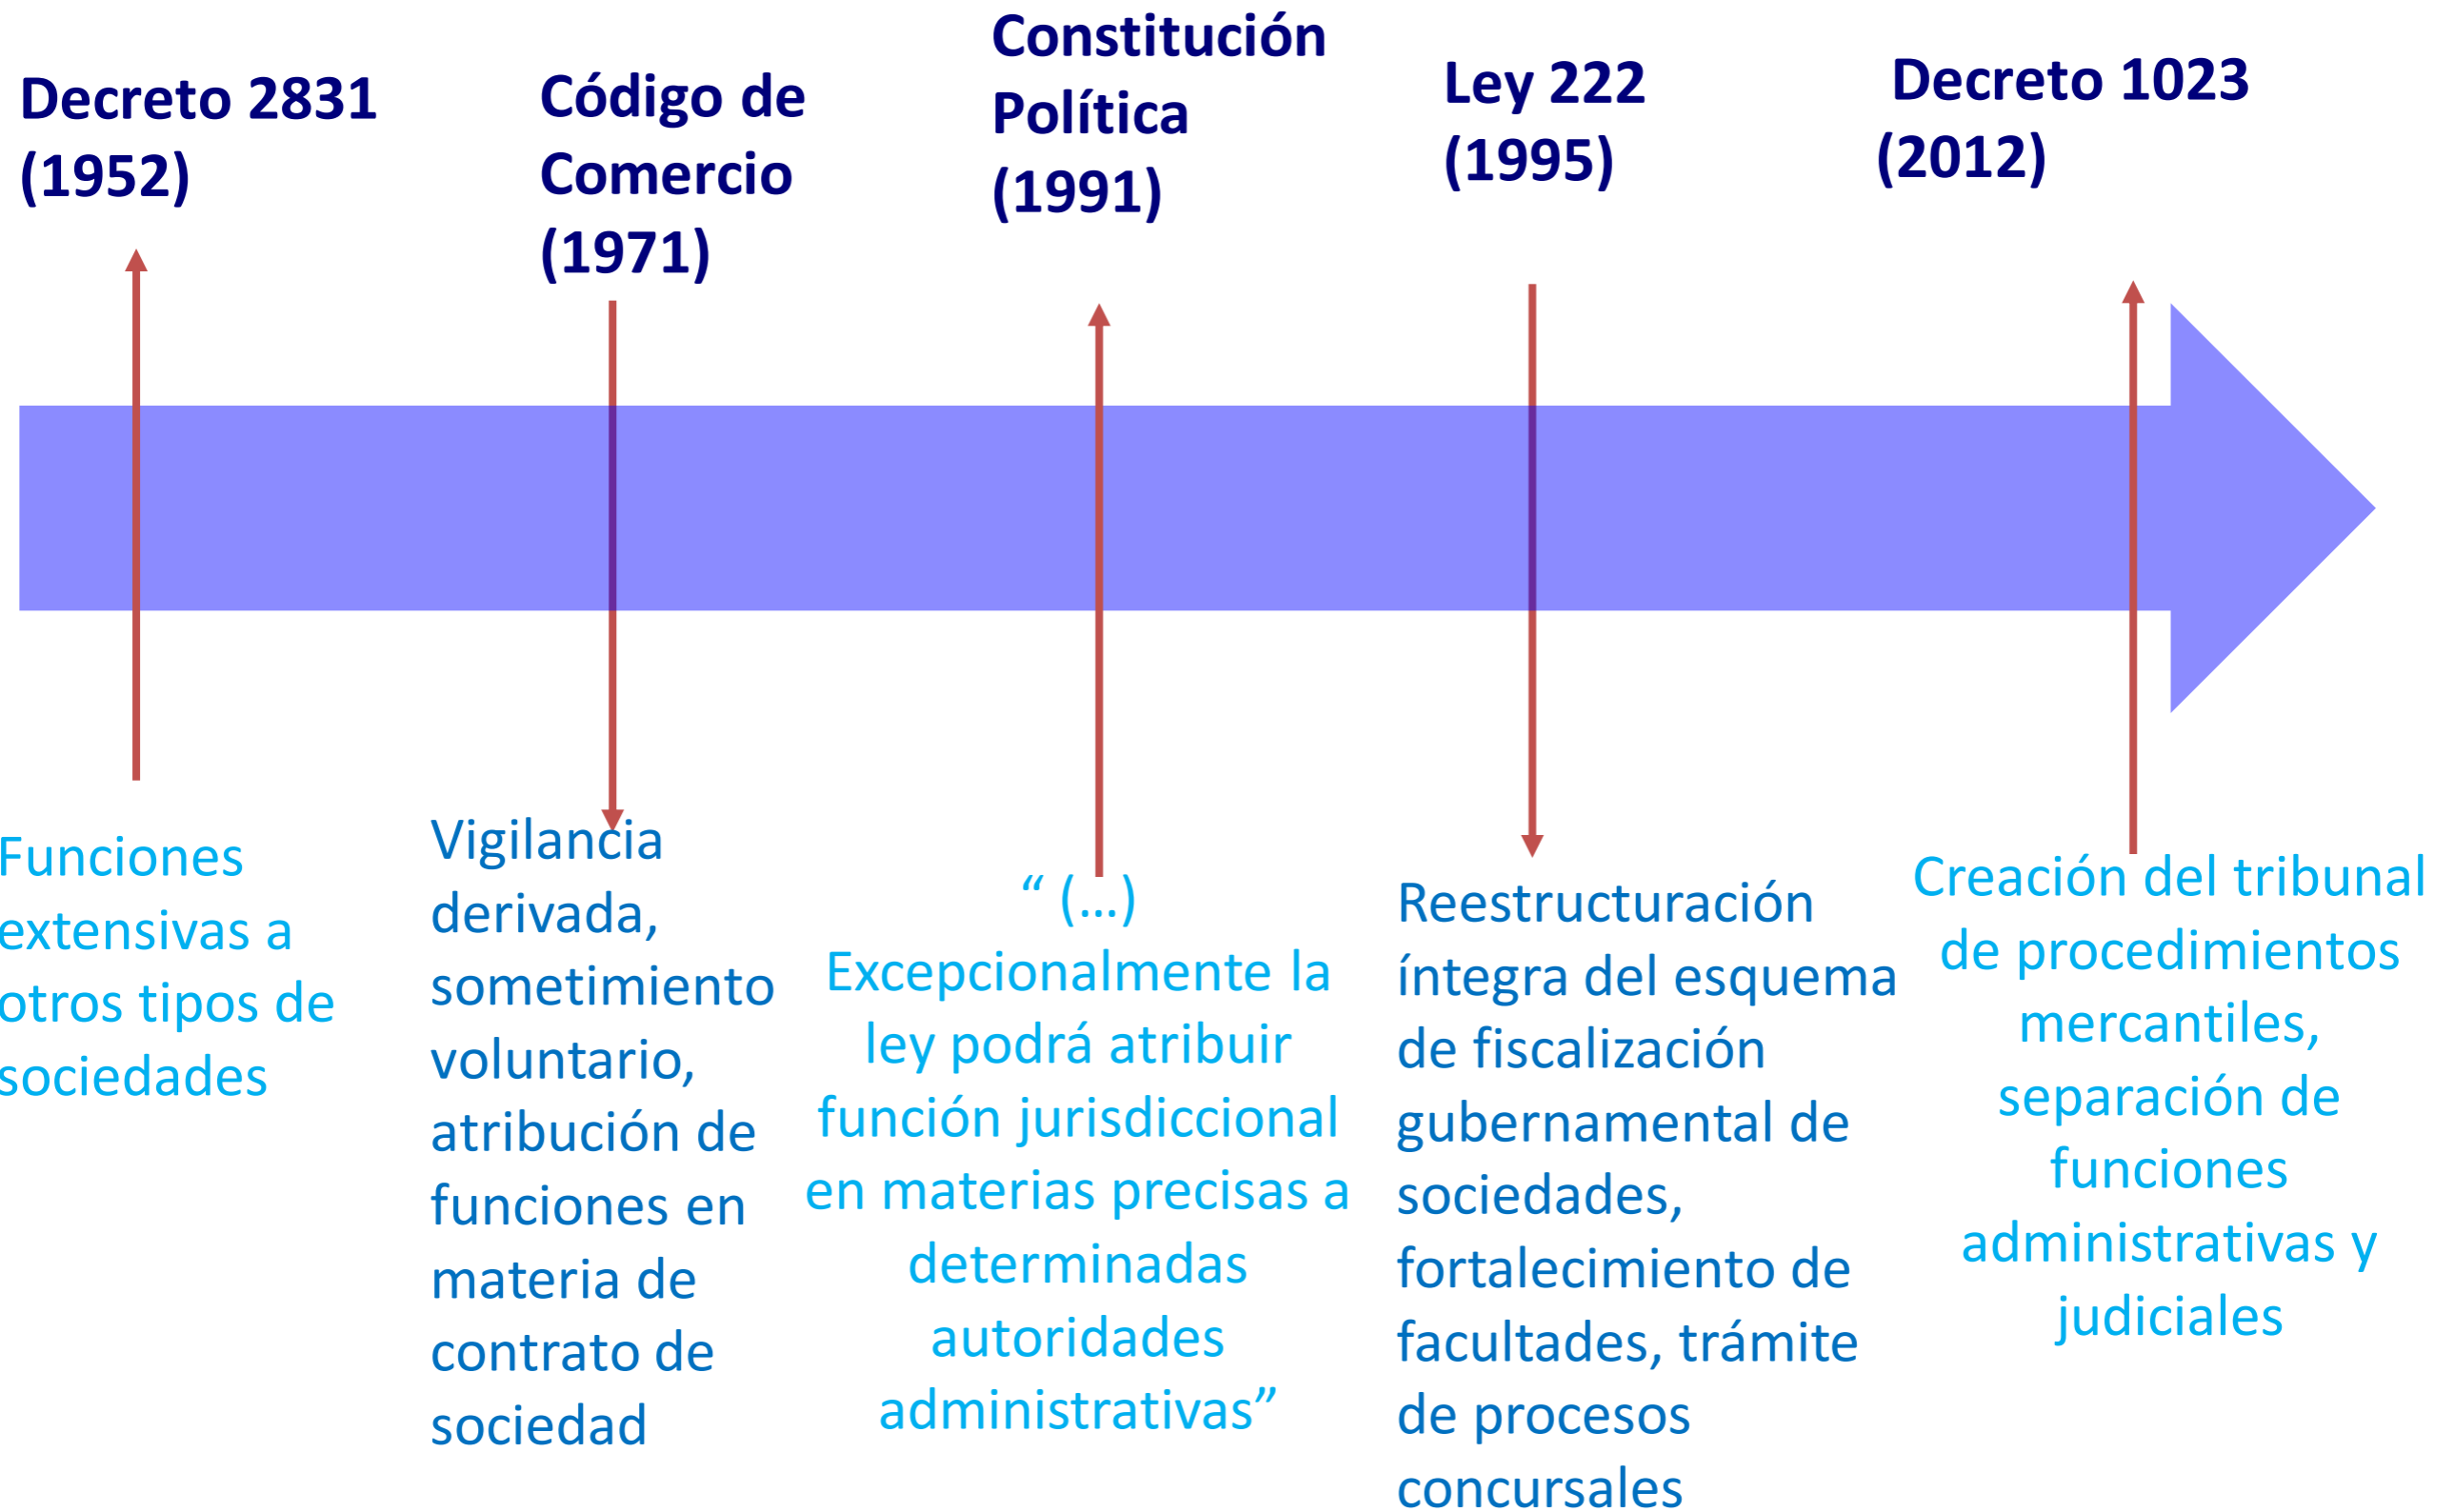 Decreto 2831
(1952)
Código de
Comercio
(1971)
Constitución
Política
(1991)
Ley 222
(1995)
Decreto 1023
(2012)
Funciones
extensivas a
otros tipos de
sociedades
Vigilancia
derivada,
sometimiento
voluntario,
atribución de
funciones en
materia de
contrato de
sociedad
“ (...)
Excepcionalmente la
ley podrá atribuir
función jurisdiccional
en materias precisas a
determinadas
autoridades
administrativas”
Reestructuración
íntegra del esquema
de fiscalización
gubernamental de
sociedades,
fortalecimiento de
facultades, trámite
de procesos
concursales
Creación del tribunal
de procedimientos
mercantiles,
separación de
funciones
administrativas y
judiciales